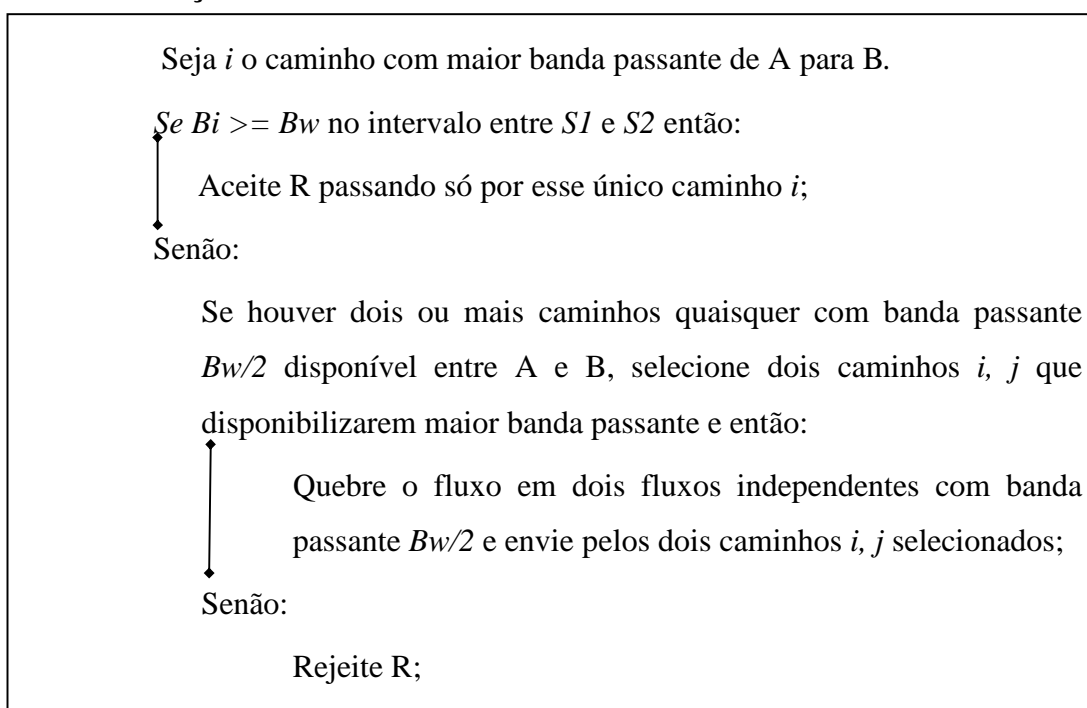 Seja i o caminho com maior banda passante de A para B.
Se Bi >= Bw no intervalo entre S1 e S2 então:
Aceite R passando só por esse único caminho i;
Senão:
Se houver dois ou mais caminhos quaisquer com banda passante
Bw/2 disponível entre A e B, selecione dois caminhos i, j que
disponibilizarem maior banda passante e então:
Quebre o fluxo em dois fluxos independentes com banda
passante Bw/2 e envie pelos dois caminhos i, j selecionados;
Senão:
Rejeite R;